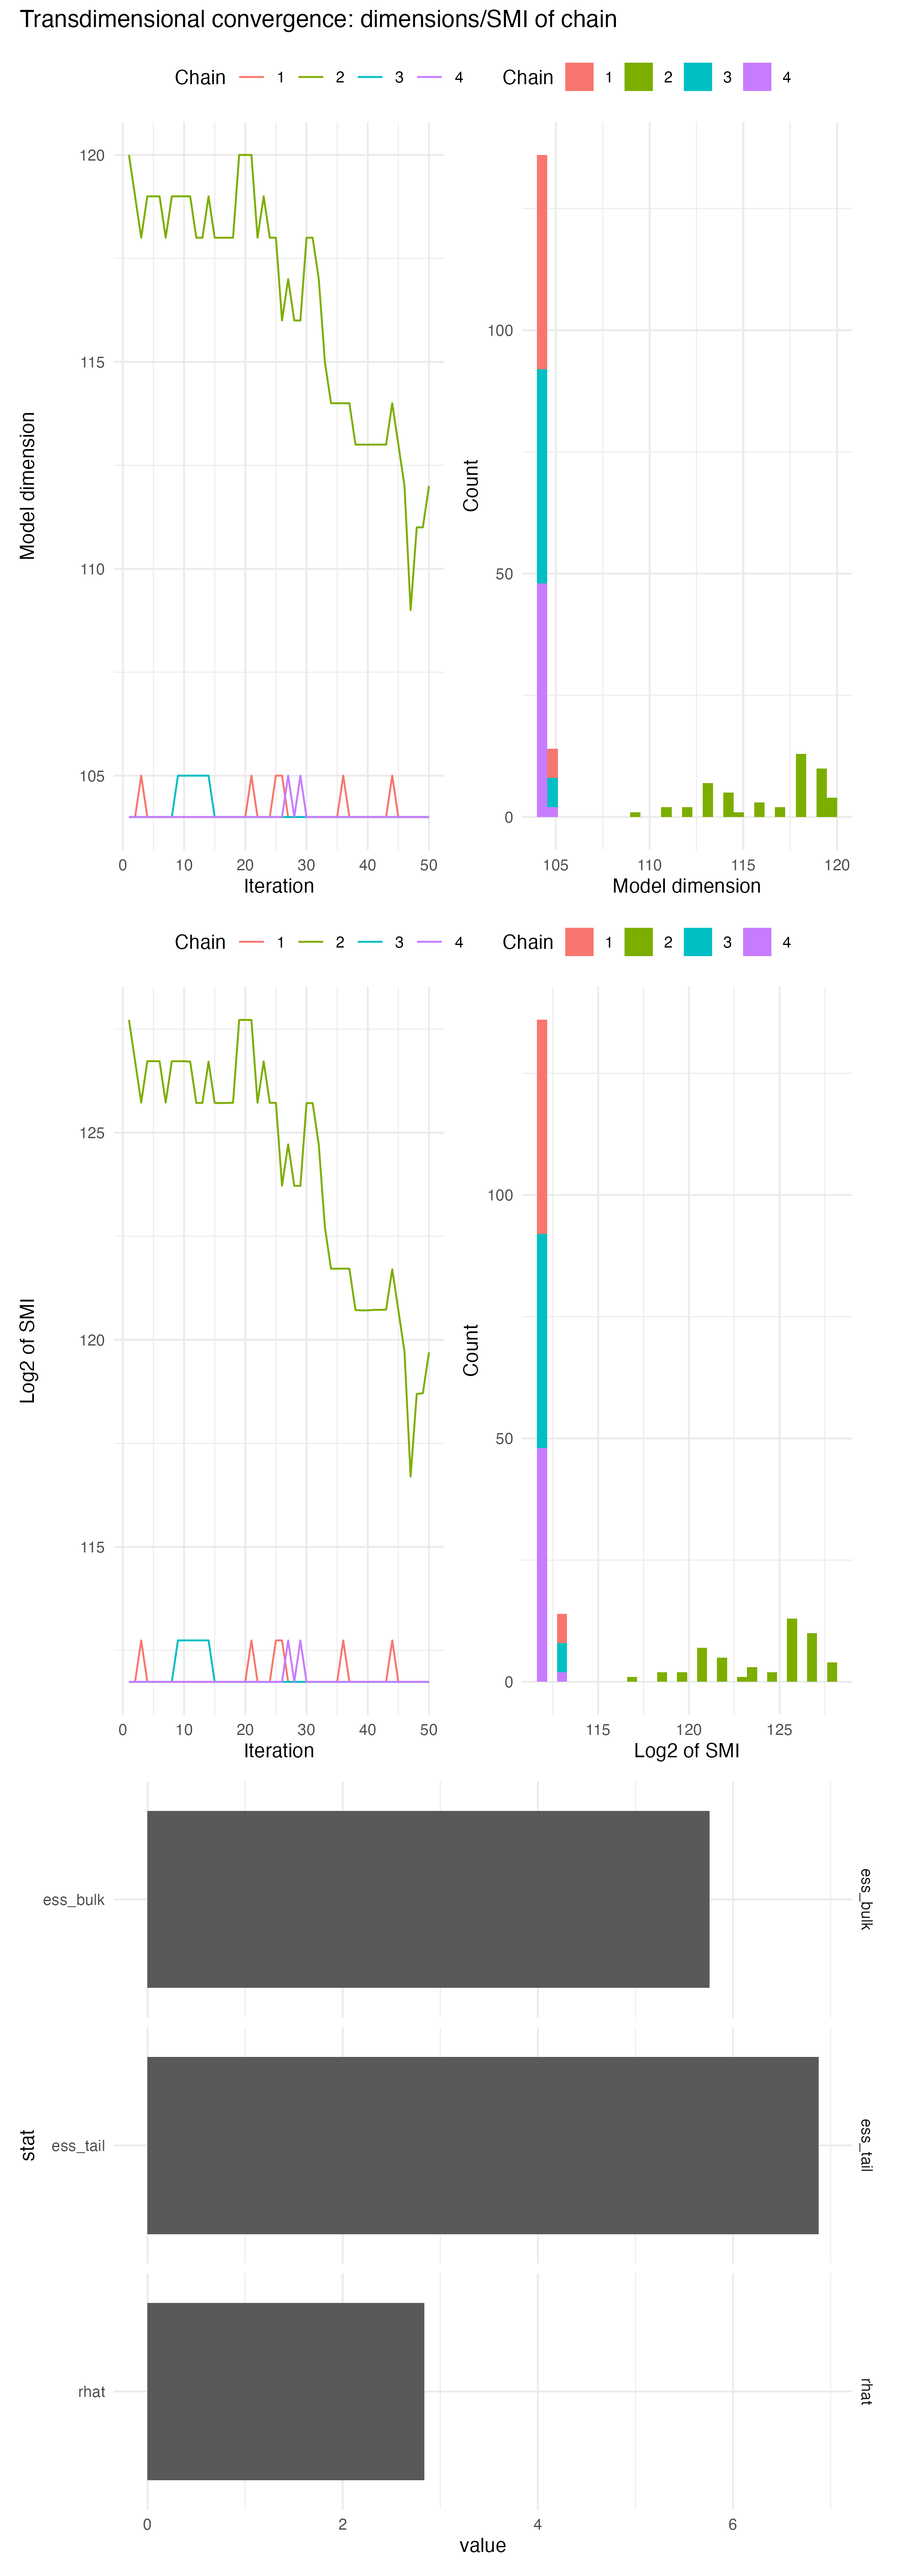 Transdimensional convergence: dimensions/SMI of chain
Chain 1 2 3 4
Chain 1 2 3 4
120
115
110
105
Model dimension
0 10 20 30 40 50
Iteration
100
50
0
Count
105 110 115 120
Model dimension
Chain 1 2 3 4
Chain 1 2 3 4
125
120
115
Log2 of SMI
0 10 20 30 40 50
Iteration
100
50
0
Count
115 120 125
Log2 of SMI
ess_bulk
ess_bulk
stat
ess_tail
ess_tail
rhat
rhat
0 2 4 6
value